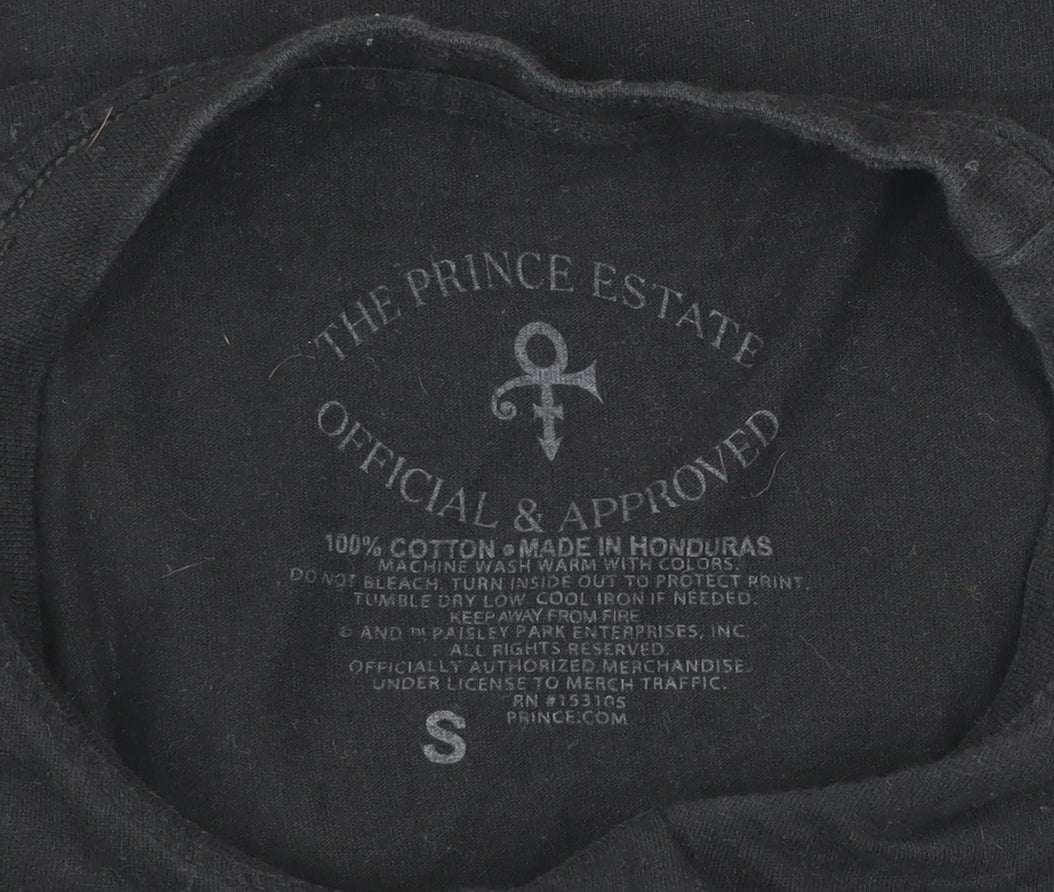 THE PRINCE ESTATE
OFFICIAL & APPROVED
100% COTTON • MADE IN HONDURAS
MACHINE WASH WARM WITH COLORS.
DO NOT BLEACH. TURN INSIDE OUT TO PROTECT PRINT.
TUMBLE DRY LOW. COOL IRON IF NEEDED.
KEEP AWAY FROM FIRE
© AND ™ PAISLEY PARK ENTERPRISES, INC.
ALL RIGHTS RESERVED
OFFICIALLY AUTHORIZED MERCHANDISE.
UNDER LICENSE TO MERCH TRAFFIC.
RN #153105
PRINCE.COM
S